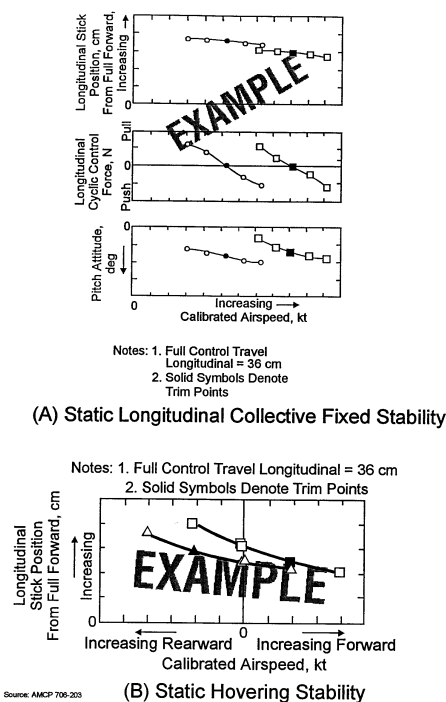 Longitudinal Stick
Position, cm
From Full Forward,
Increasing
0
EXAMPLE
Longitudinal
Cyclic Control
Force, N
Pull
0
Push
Pitch Attitude,
deg
0
0
Increasing
Calibrated Airspeed, kt
Notes: 1. Full Control Travel
Longitudinal = 36 cm
2. Solid Symbols Denote
Trim Points
(A) Static Longitudinal Collective Fixed Stability
Notes: 1. Full Control Travel Longitudinal = 36 cm
2. Solid Symbols Denote Trim Points
Longitudinal
Stick Position
From Full Forward, cm
Increasing
0
EXAMPLE
0
Increasing Rearward
Increasing Forward
Calibrated Airspeed, kt
Source: AMCP 706-203
(B) Static Hovering Stability